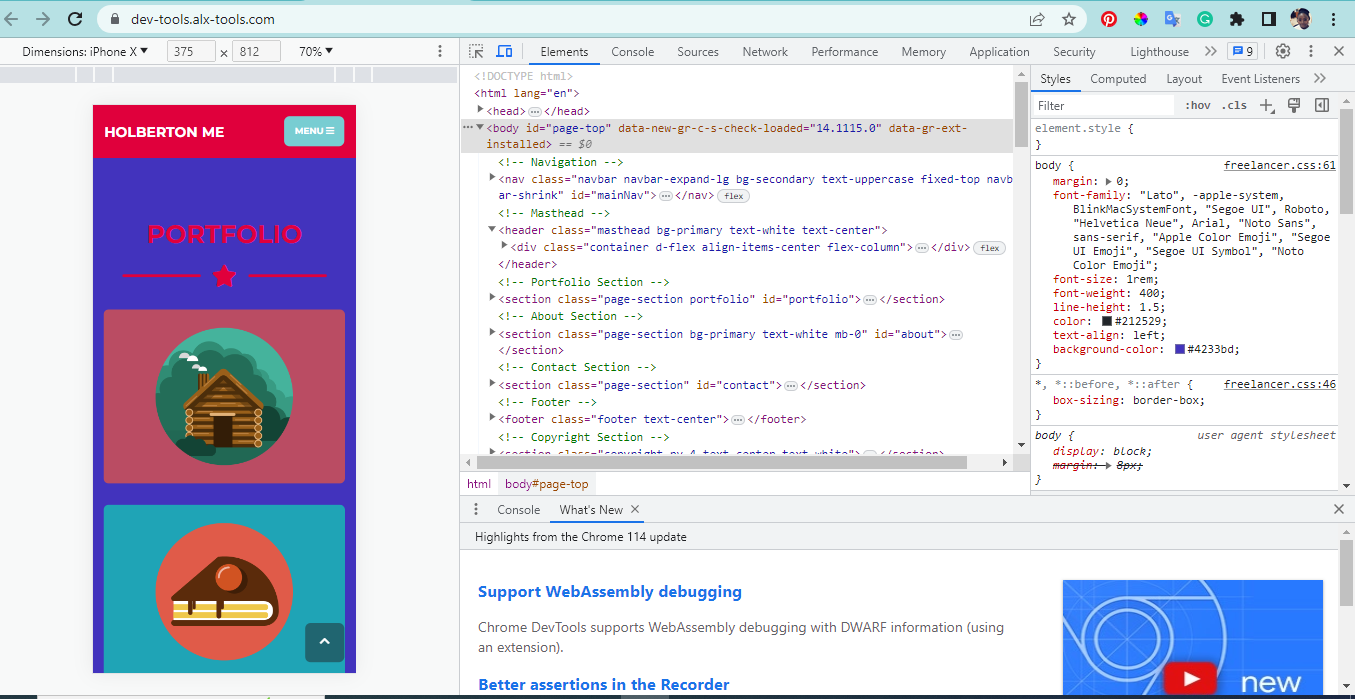 dev-tools.alx-tools.com
Dimensions: iPhone X ▼ 375 x 812 70% ▼
Elements Console Sources Network Performance Memory Application Security Lighthouse 9
HOLBERTON ME
MENU
PORTFOLIO
<!DOCTYPE html>
<html lang="en">
<head>…</head>
<body id="page-top" data-new-gr-c-s-check-loaded="14.1115.0" data-gr-ext-
installed> == $0
<!-- Navigation -->
<nav class="navbar navbar-expand-lg bg-secondary text-uppercase fixed-top navb
ar-shrink" id="mainNav">…</nav> flex
<!-- Masthead -->
<header class="masthead bg-primary text-white text-center">
<div class="container d-flex align-items-center flex-column">…</div> flex
</header>
<!-- Portfolio Section -->
<section class="page-section portfolio" id="portfolio">…</section>
<!-- About Section -->
<section class="page-section bg-primary text-white mb-0" id="about">…
</section>
<!-- Contact Section -->
<section class="page-section" id="contact">…</section>
<!-- Footer -->
<footer class="footer text-center">…</footer>
<!-- Copyright Section -->
<section class="copyright py-4 text-center text-white">…</section>
html body#page-top
Styles Computed Layout Event Listeners
Filter :hov .cls
element.style {
}
body { freelancer.css:61
margin: 0;
font-family: "Lato", -apple-system,
BlinkMacSystemFont, "Segoe UI", Roboto,
"Helvetica Neue", Arial, "Noto Sans",
sans-serif, "Apple Color Emoji", "Segoe
UI Emoji", "Segoe UI Symbol", "Noto
Color Emoji";
font-size: 1rem;
font-weight: 400;
line-height: 1.5;
color: #212529;
text-align: left;
background-color: #4233bd;
}
*, *::before, *::after { freelancer.css:46
box-sizing: border-box;
}
body { user agent stylesheet
display: block;
margin: 8px;
}
Console What's New
Highlights from the Chrome 114 update
Support WebAssembly debugging
Chrome DevTools supports WebAssembly debugging with DWARF information (using
an extension).
Better assertions in the Recorder
new